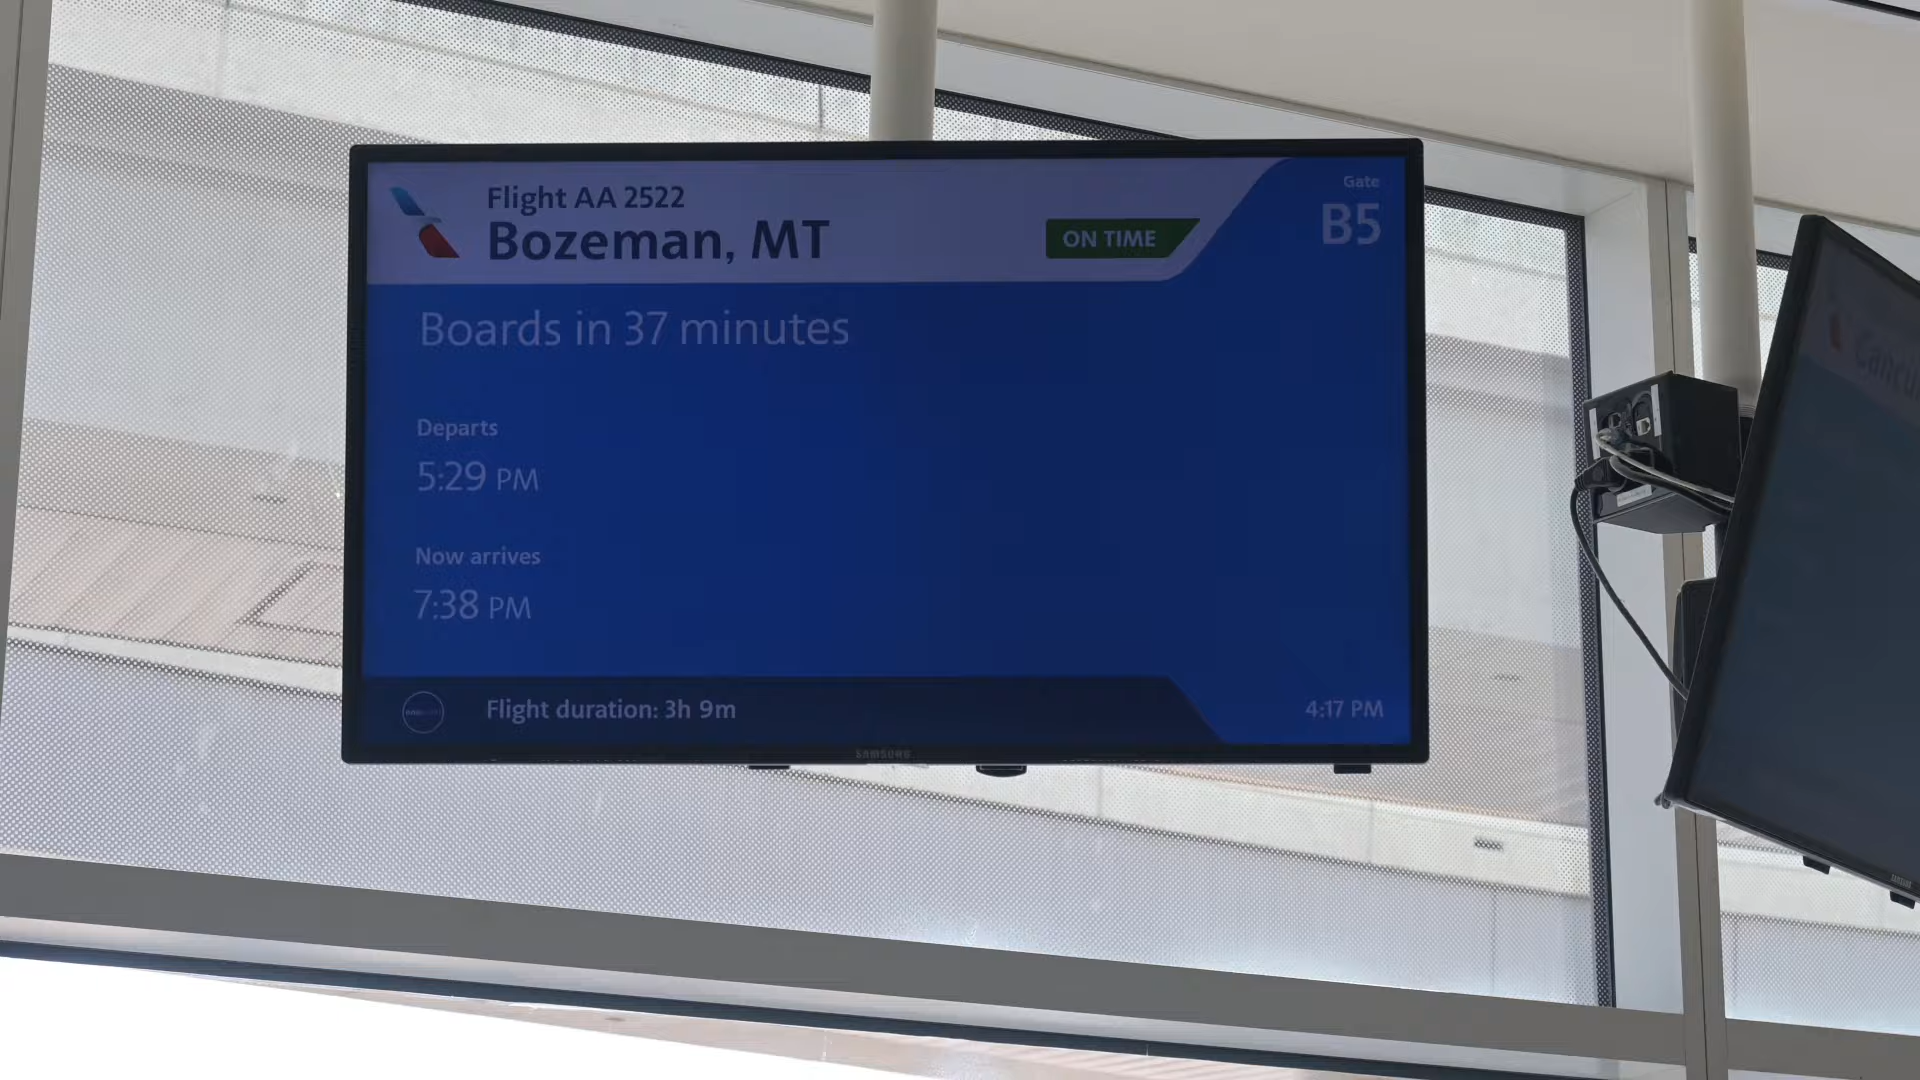 Flight AA 2522
Bozeman, MT
ON TIME
Gate
B5
Boards in 37 minutes
Departs
5:29 PM
Now arrives
7:38 PM
Flight duration: 3h 9m
4:17 PM
SAMSUNG